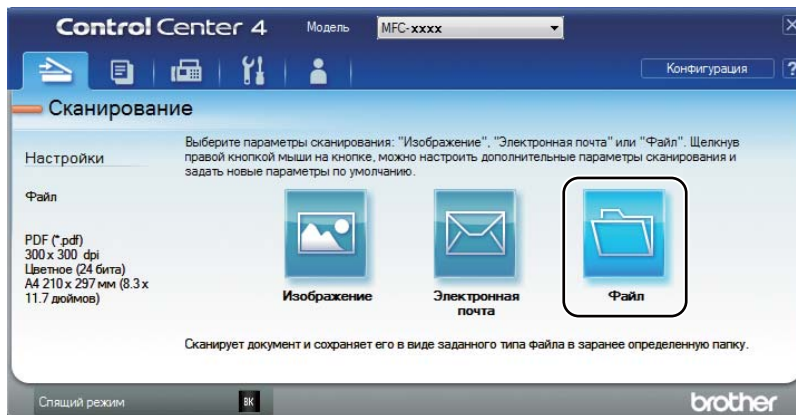 Control Center 4
Модель
MFC-xxxx
Конфигурация
?
Сканирование
Настройки
Файл
PDF (*.pdf)
300 x 300 dpi
Цветное (24 бита)
A4 210 x 297 мм (8.3 x
11.7 дюймов)
Выберите параметры сканирования: "Изображение", "Электронная почта" или "Файл". Щелкнув
правой кнопкой мыши на кнопке, можно настроить дополнительные параметры сканирования и
задать новые параметры по умолчанию.
Изображение
Электронная
почта
Файл
Сканирует документ и сохраняет его в виде заданного типа файла в заранее определенную папку.
Спящий режим
BK
brother